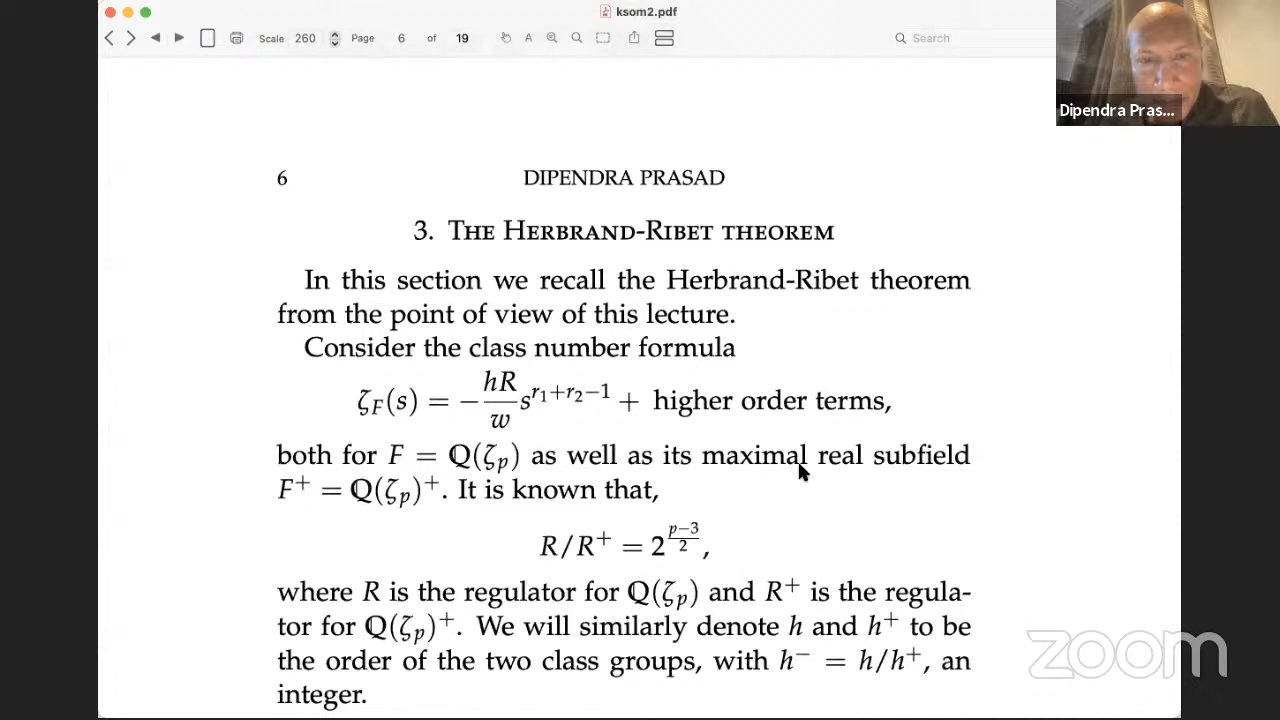 ksom2.pdf
Scale 260 Page 6 of 19 A Search
Dipendra Pras...
6 DIPENDRA PRASAD
3. The Herbrand-Ribet theorem
In this section we recall the Herbrand-Ribet theorem
from the point of view of this lecture.
Consider the class number formula
ζ_F(s) = −\frac{hR}{w} s^{r_1+r_2−1} + higher order terms,
both for F = ℚ(ζ_p) as well as its maximal real subfield
F^+ = ℚ(ζ_p)^+. It is known that,
R/R^+ = 2^{\frac{p−3}{2}},
where R is the regulator for ℚ(ζ_p) and R^+ is the regula-
tor for ℚ(ζ_p)^+. We will similarly denote h and h^+ to be
the order of the two class groups, with h^− = h/h^+, an
integer.
zoom